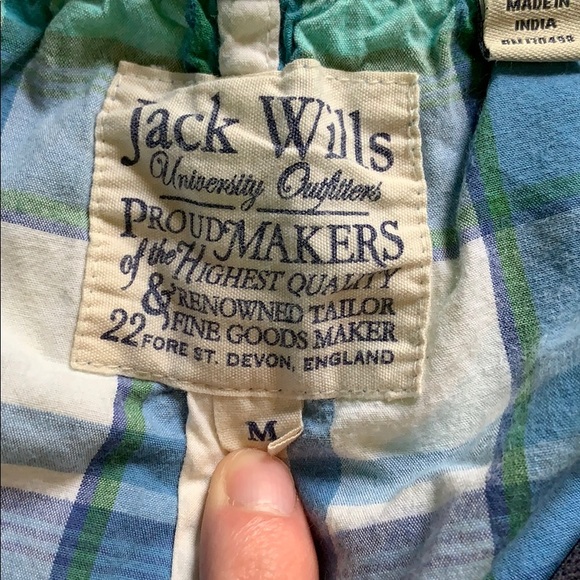 MADE IN
INDIA
Jack Wills
University Outfitters
PROUD MAKERS
of the HIGHEST QUALITY
& RENOWNED TAILOR
FINE GOODS MAKER
22 FORE ST. DEVON, ENGLAND
M